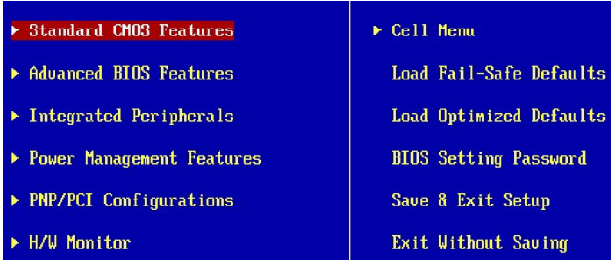 Standard CMOS Features
Advanced BIOS Features
Integrated Peripherals
Power Management Features
PNP/PCI Configurations
H/W Monitor
Cell Menu
Load Fail-Safe Defaults
Load Optimized Defaults
BIOS Setting Password
Save & Exit Setup
Exit Without Saving